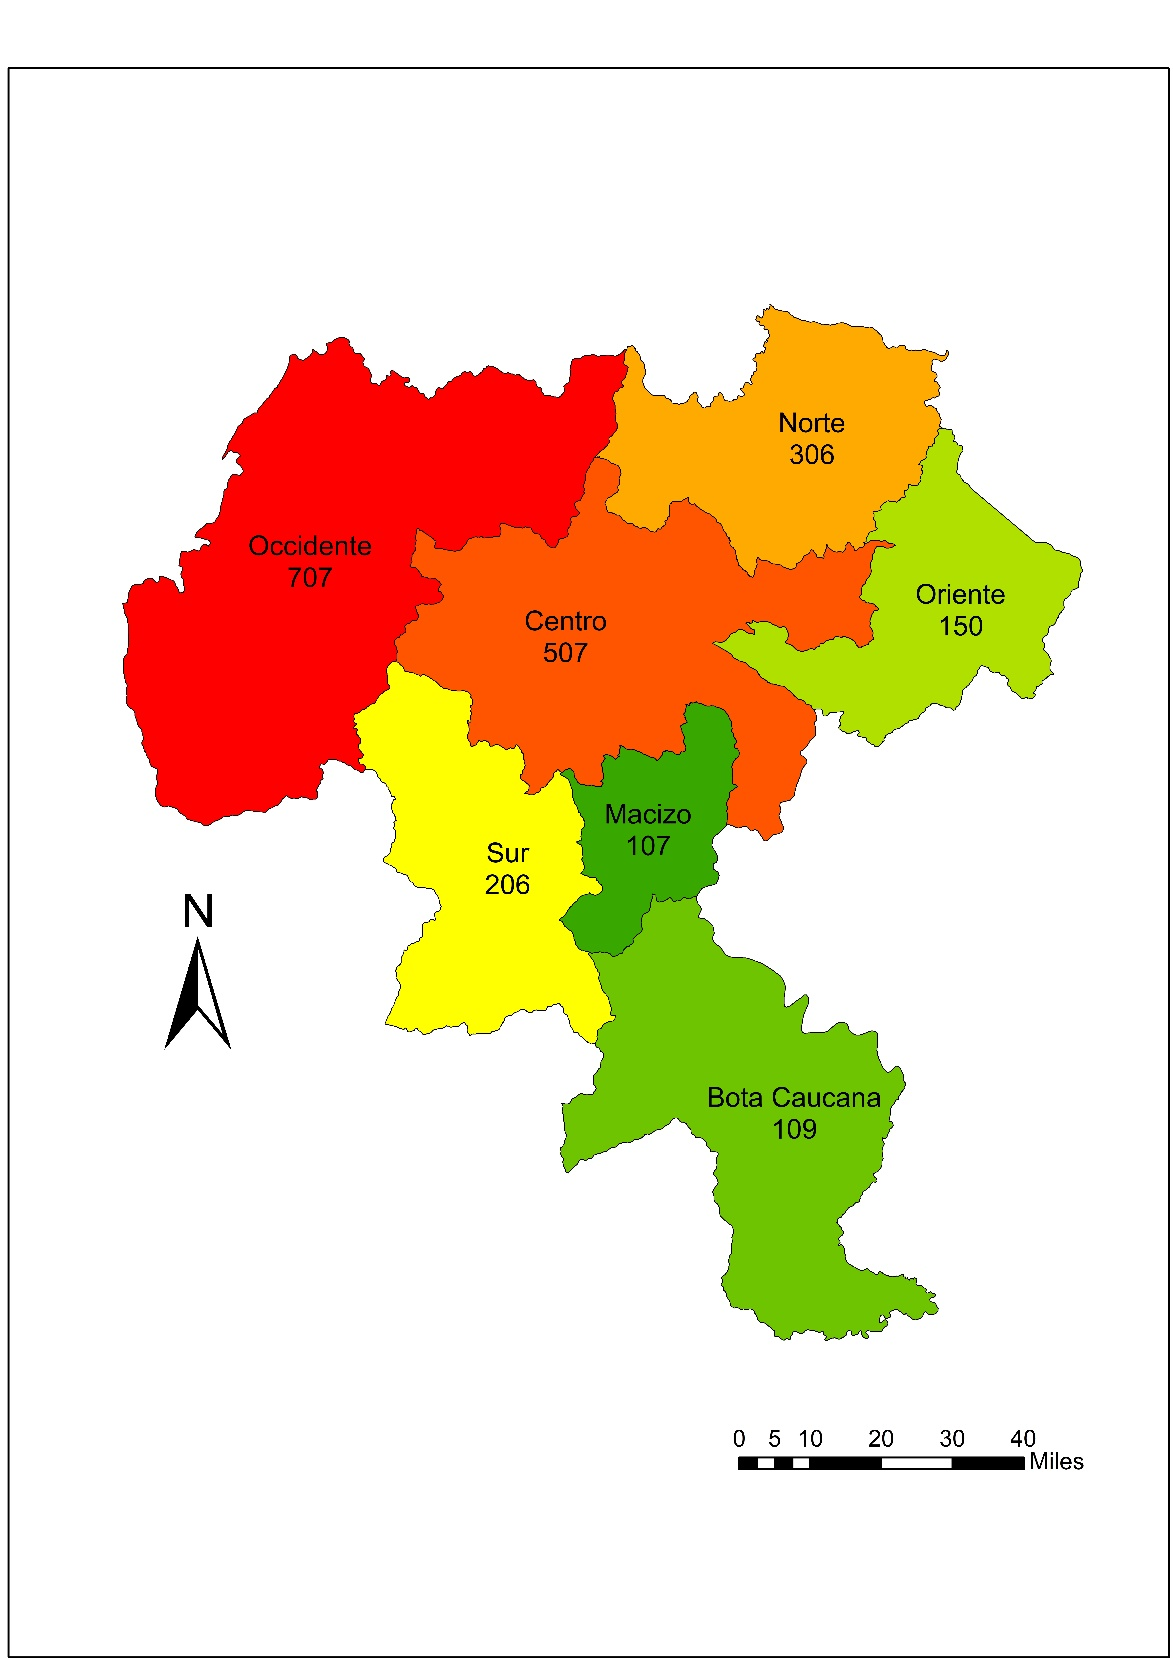 Norte
306
Occidente
707
Oriente
150
Centro
507
Macizo
107
Sur
206
N
Bota Caucana
109
0 5 10 20 30 40
Miles